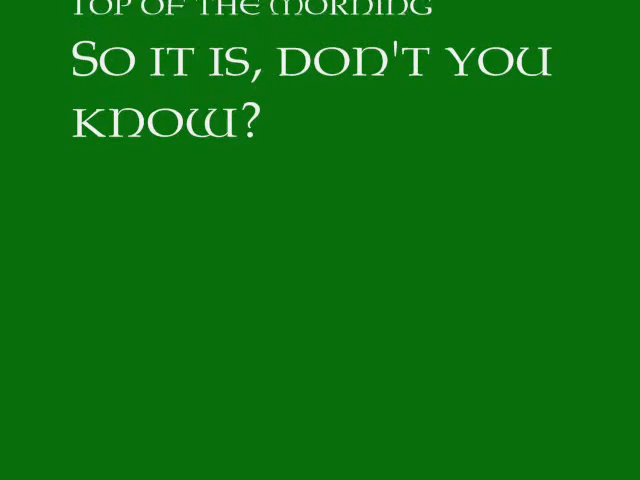 TOP OF THE MORNING
SO IT IS, DON'T YOU
KNOW?